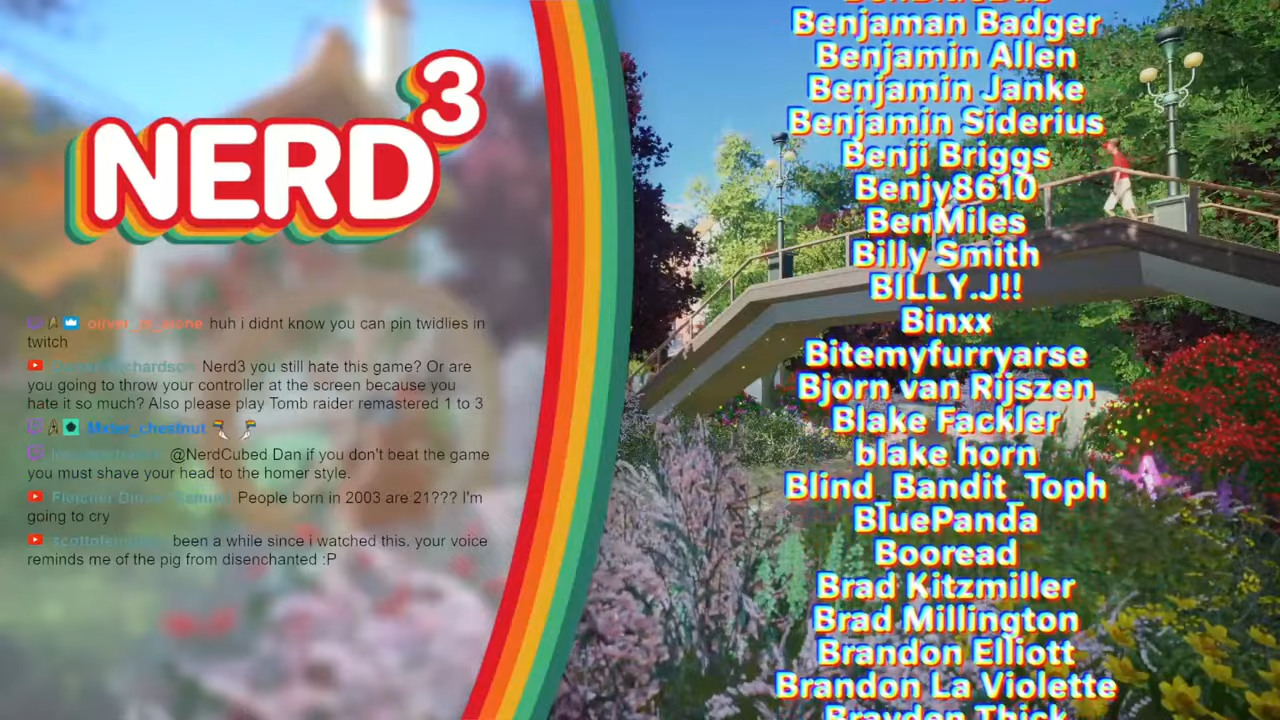 NERD³
huh i didnt know you can pin twidlies in
twitch
Nerd3 you still hate this game? Or are
you going to throw your controller at the screen because you
hate it so much? Also please play Tomb raider remastered 1 to 3
@NerdCubed Dan if you don't beat the game
you must shave your head to the homer style.
People born in 2003 are 21??? I'm
going to cry
been a while since i watched this. your voice
reminds me of the pig from disenchanted :P
Benjaman Badger
Benjamin Allen
Benjamin Janke
Benjamin Siderius
Benji Briggs
Benjy8610
BenMiles
Billy Smith
BILLY.J!!
Binxx
Bitemyfurryarse
Bjorn van Rijszen
Blake Fackler
blake horn
Blind_Bandit_Toph
BluePanda
Booread
Brad Kitzmiller
Brad Millington
Brandon Elliott
Brandon La Violette
Brayden Thick